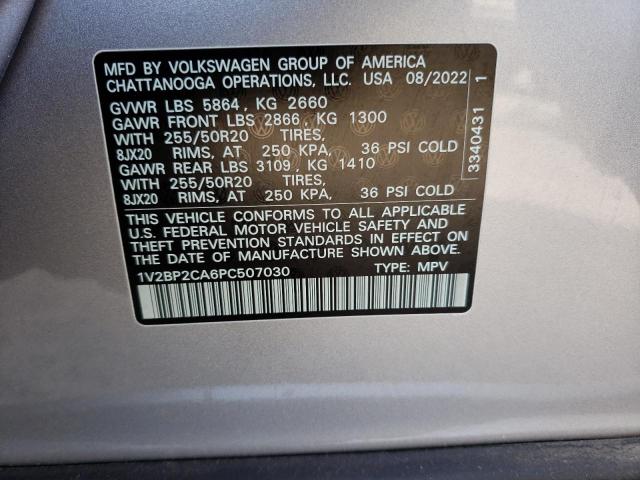 MFD BY VOLKSWAGEN GROUP OF AMERICA
CHATTANOOGA OPERATIONS, LLC. USA 08/2022
GVWR LBS 5864, KG 2660
GAWR FRONT LBS 2866, KG 1300
WITH 255/50R20 TIRES,
8JX20 RIMS, AT 250 KPA, 36 PSI COLD
GAWR REAR LBS 3109, KG 1410
WITH 255/50R20 TIRES,
8JX20 RIMS, AT 250 KPA, 36 PSI COLD
THIS VEHICLE CONFORMS TO ALL APPLICABLE
U.S. FEDERAL MOTOR VEHICLE SAFETY AND
THEFT PREVENTION STANDARDS IN EFFECT ON
THE DATE OF MANUFACTURE SHOWN ABOVE.
1V2BP2CA6PC507030 TYPE: MPV
3340431 1